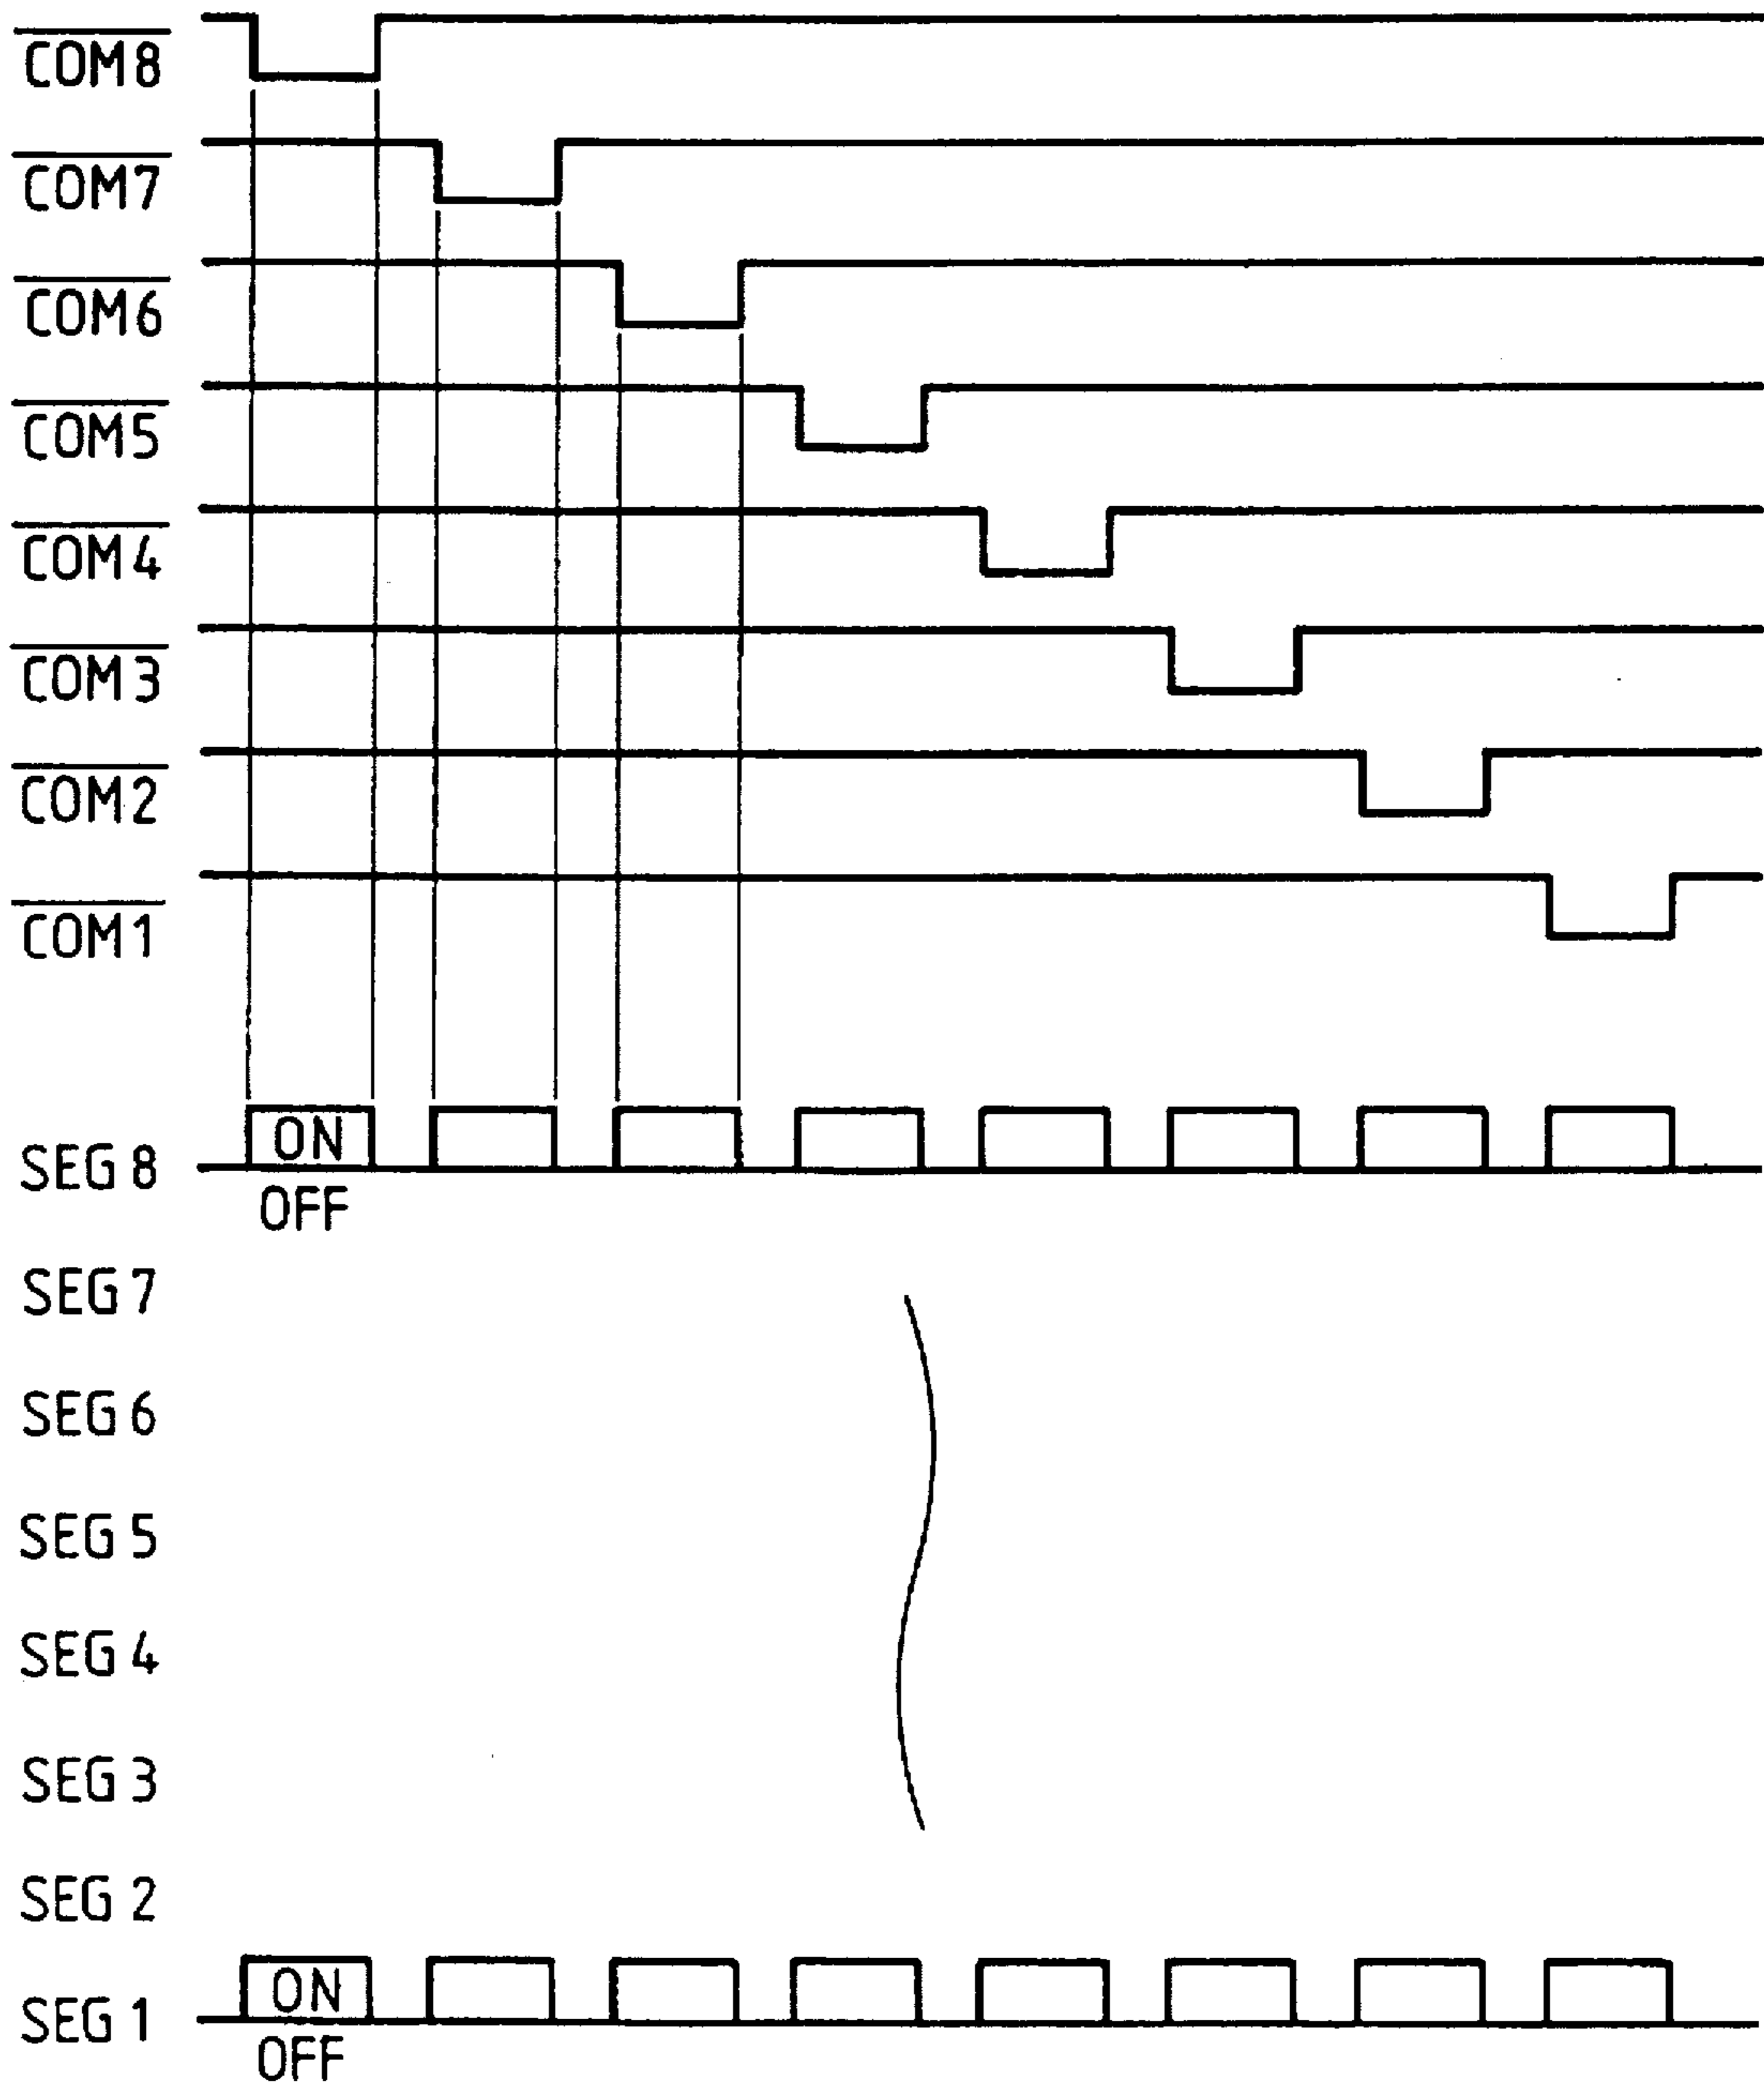 COM8
COM7
COM6
COM5
COM4
COM3
COM2
COM1
SEG 8 ON
OFF
SEG 7
SEG 6
SEG 5
SEG 4
SEG 3
SEG 2
SEG 1 ON
OFF